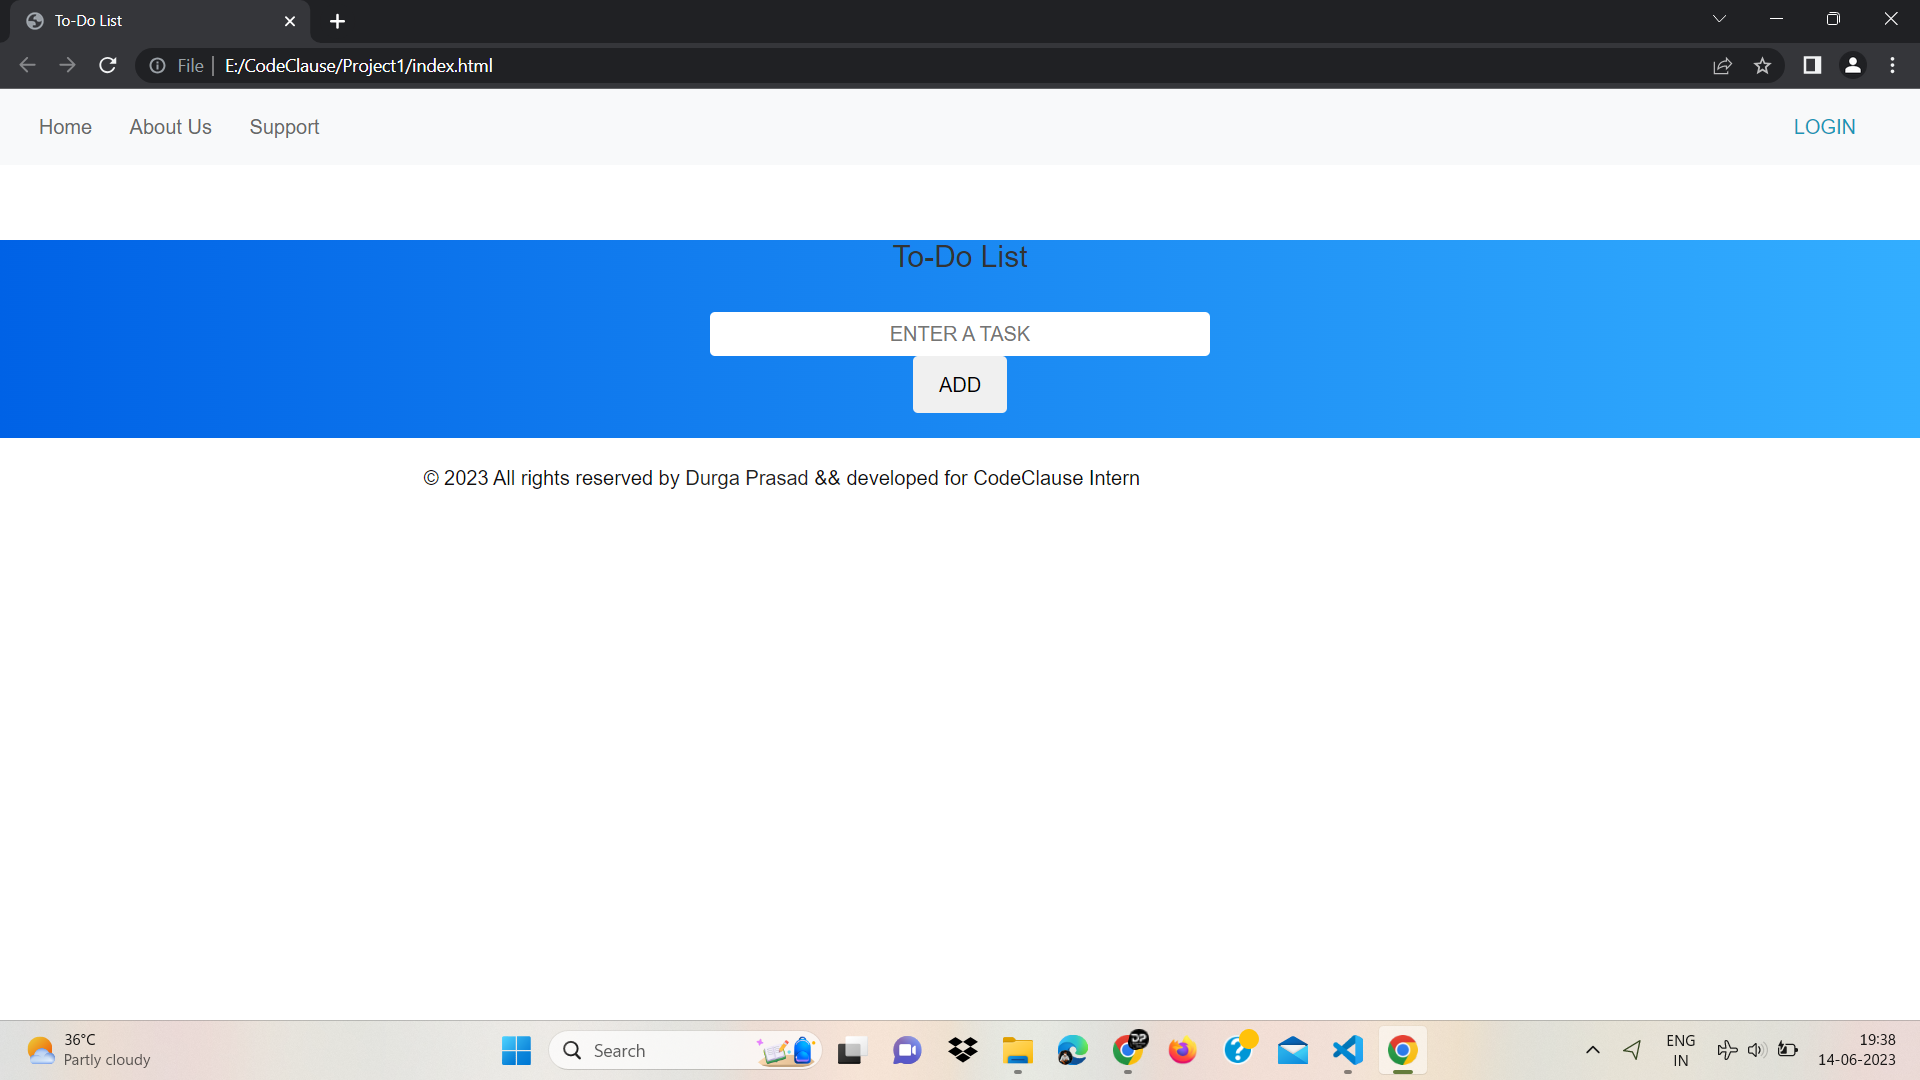 To-Do List
File
E:/CodeClause/Project1/index.html
Home About Us Support LOGIN
To-Do List
ENTER A TASK
ADD
© 2023 All rights reserved by Durga Prasad && developed for CodeClause Intern
36°C
Partly cloudy
Search
DP
ENG
IN
19:38
14-06-2023